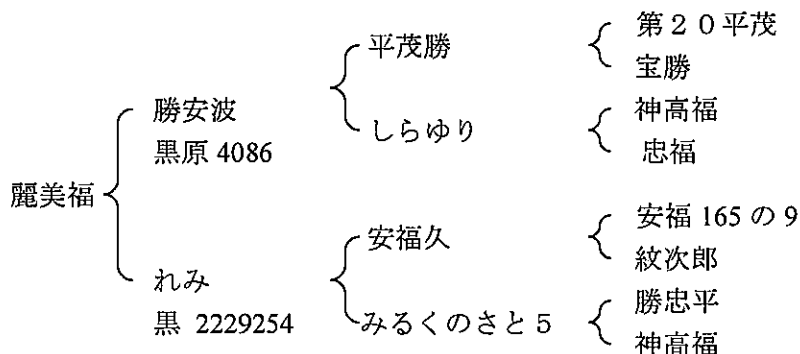 麗美福
勝安波
黒原 4086
れみ
黒 2229254
平茂勝
しらゆり
安福久
みるくのさと５
第２０平茂
宝勝
神高福
忠福
安福 165 の 9
紋次郎
勝忠平
神高福